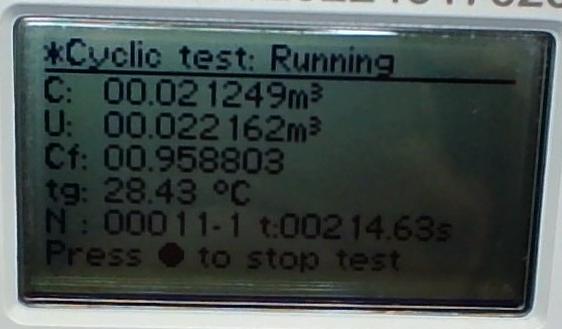 *Cyclic test: Running
C: 00.021249m³
U: 00.022162m³
Cf: 00.958803
tg: 28.43 °C
N : 00011-1 t:00214.63s
Press ● to stop test